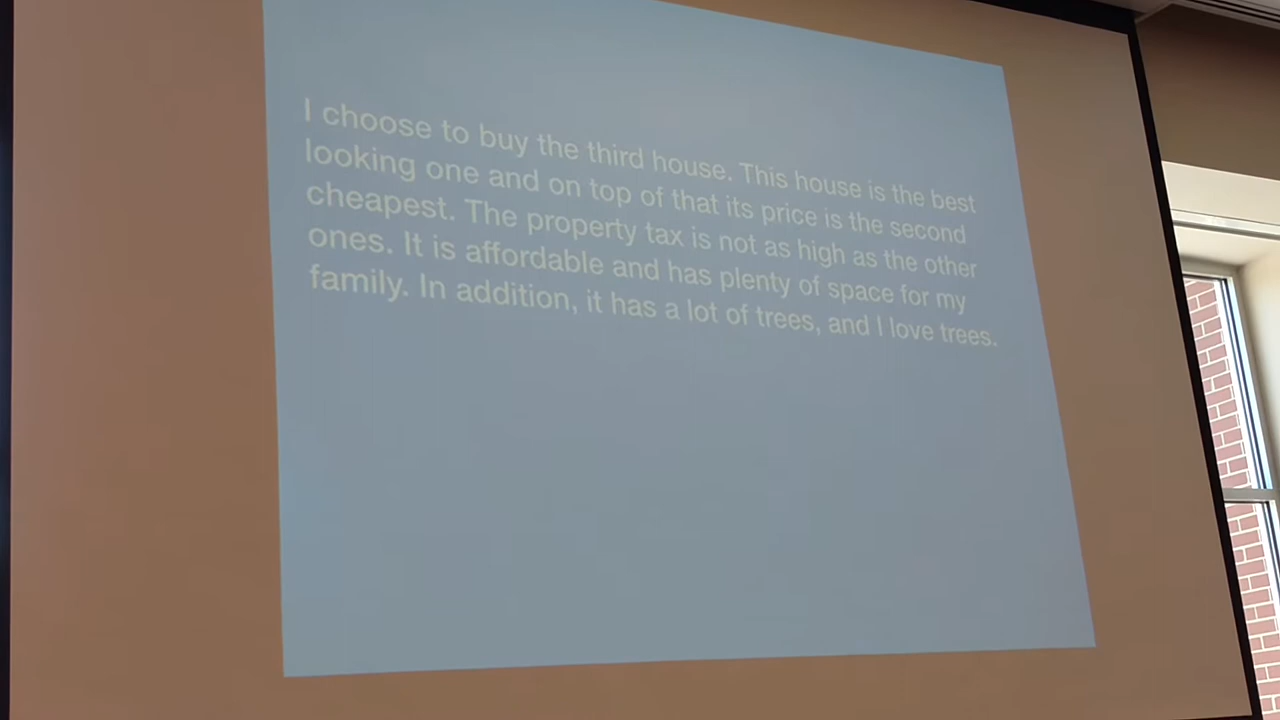 I choose to buy the third house. This house is the best
looking one and on top of that its price is the second
cheapest. The property tax is not as high as the other
ones. It is affordable and has plenty of space for my
family. In addition, it has a lot of trees, and I love trees.